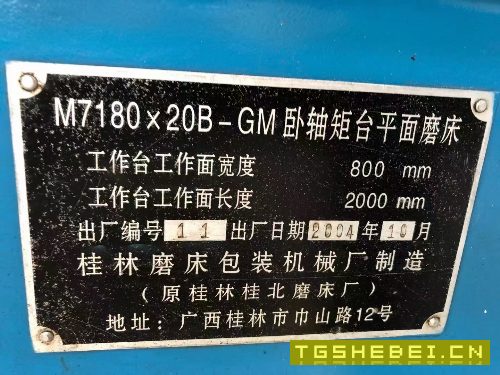 M7180×20B-GM 卧轴矩台平面磨床
工作台工作面宽度 800 mm
工作台工作面长度 2000 mm
出厂编号 11 出厂日期 2004 年 10 月
桂林磨床包装机械厂制造
(原桂林桂北磨床厂)
地址:广西桂林市巾山路12号
TGSHEBEI.CN